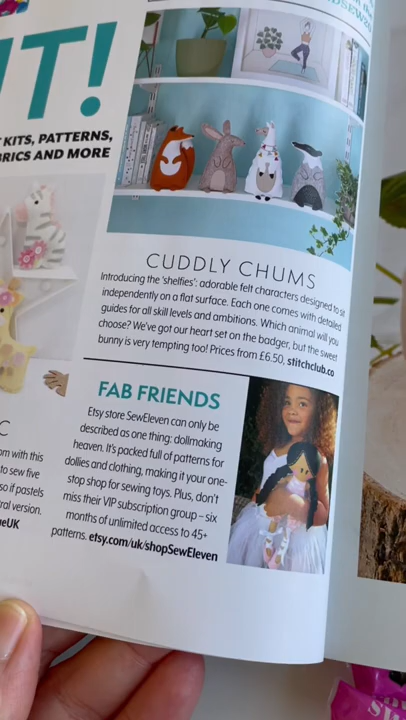 IT!
KITS, PATTERNS,
BRICS AND MORE
CUDDLY CHUMS
Introducing the 'shelfies': adorable felt characters designed to sit
independently on a flat surface. Each one comes with detailed
guides for all skill levels and ambitions. Which animal will you
choose? We've got our heart set on the badger, but the sweet
bunny is very tempting too! Prices from £6.50, stitchclub.co
FAB FRIENDS
Etsy store SewEleven can only be
described as one thing: dollmaking
heaven. It's packed full of patterns for
dollies and clothing, making it your one-
stop shop for sewing toys. Plus, don't
miss their VIP subscription group – six
months of unlimited access to 45+
patterns. etsy.com/uk/shopSewEleven
C
om with this
to sew five
so if pastels
ral version.
eUK